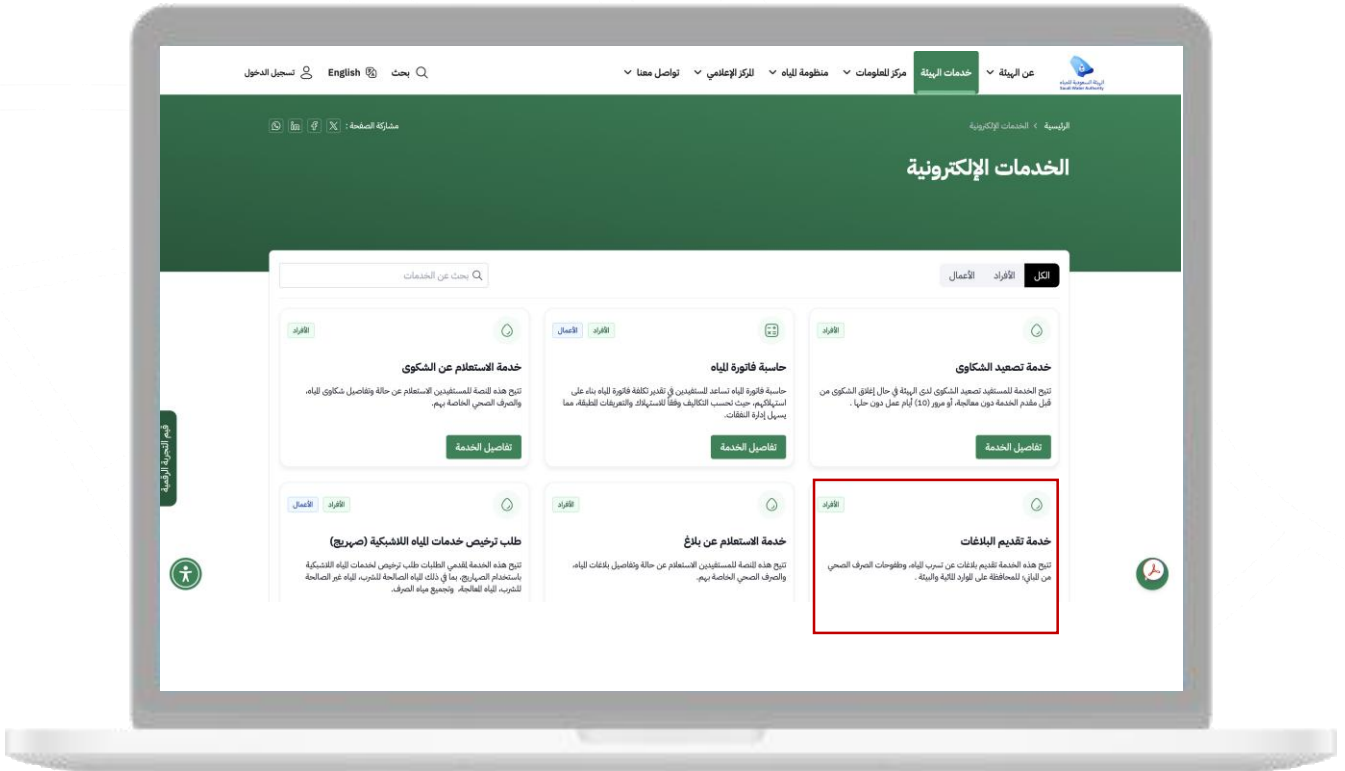 الهيئة السعودية للمياه
Saudi Water Authority
عن الهيئة
خدمات الهيئة
مركز المعلومات
منظومة المياه
المركز الإعلامي
تواصل معنا
بحث
English
تسجيل الدخول
الرئيسية > الخدمات الإلكترونية
مشاركة الصفحة :
الخدمات الإلكترونية
الكل
الأفراد
الأعمال
بحث عن الخدمات
الأفراد
خدمة تصعيد الشكاوى
تتيح الخدمة للمستفيد تصعيد الشكوى لدى الهيئة في حال إغلاق الشكوى من
قبل مقدم الخدمة دون معالجة، أو مرور (10) أيام عمل دون حلها .
تفاصيل الخدمة
الأفراد
الأعمال
حاسبة فاتورة المياه
حاسبة فاتورة المياه تساعد المستفيدين في تقدير تكلفة فاتورة المياه بناء على
استهلاكهم، حيث تحسب التكاليف وفقًا للاستهلاك والتعريفات المطبقة، مما
يسهل إدارة النفقات.
تفاصيل الخدمة
الأفراد
خدمة الاستعلام عن الشكوى
تتيح هذه المنصة للمستفيدين الاستعلام عن حالة وتفاصيل شكاوى المياه،
والصرف الصحي الخاصة بهم.
تفاصيل الخدمة
الأفراد
خدمة تقديم البلاغات
تتيح هذه الخدمة تقديم بلاغات عن تسرب المياه، وطفوحات الصرف الصحي
من المباني؛ للمحافظة على الموارد المائية والبيئة .
الأفراد
خدمة الاستعلام عن بلاغ
تتيح هذه المنصة للمستفيدين الاستعلام عن حالة وتفاصيل بلاغات المياه،
والصرف الصحي الخاصة بهم.
الأفراد
الأعمال
طلب ترخيص خدمات المياه اللاشبكية (صهريج)
تتيح هذه الخدمة لمقدمي الطلبات طلب ترخيص لخدمات المياه اللاشبكية
باستخدام الصهاريج، بما في ذلك المياه الصالحة للشرب، المياه غير الصالحة
للشرب، المياه المعالجة، وتجميع مياه الصرف.
قيم التجربة الرقمية